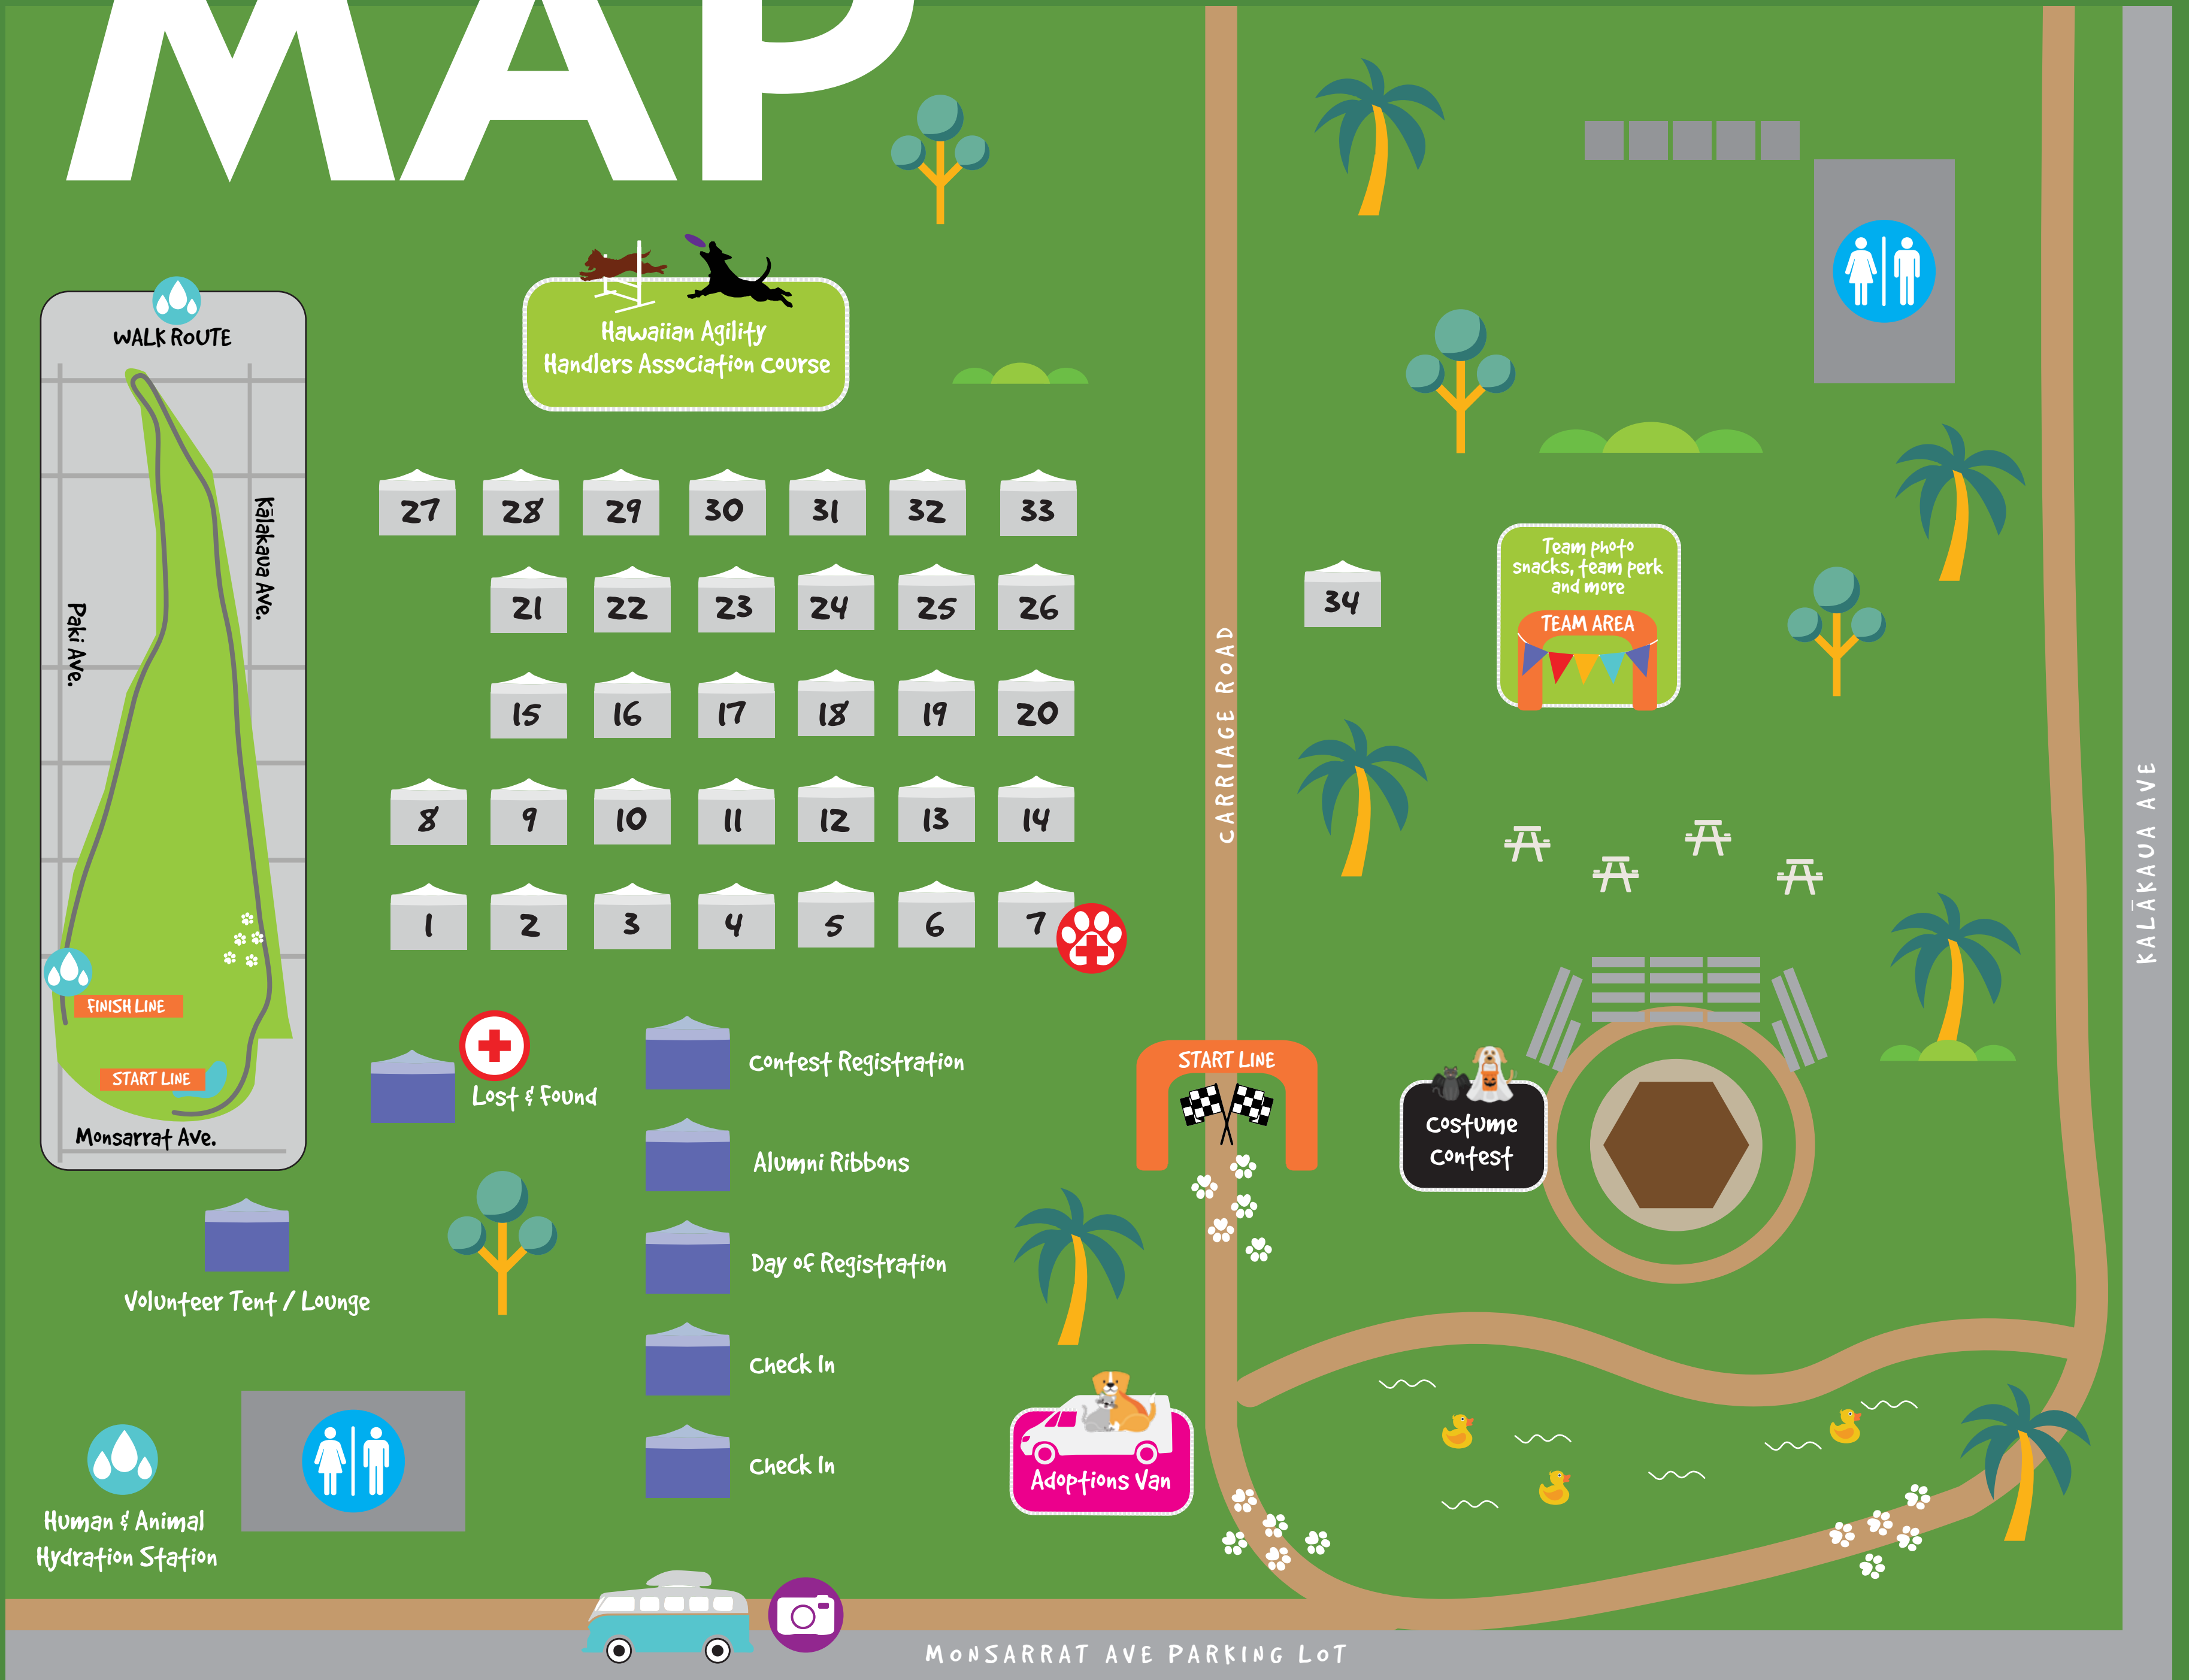 MAP
WALK ROUTE
Kalakaua Ave.
Paki Ave.
FINISH LINE
START LINE
Monsarrat Ave.
Hawaiian Agility
Handlers Association Course
27 28 29 30 31 32 33
21 22 23 24 25 26
15 16 17 18 19 20
8 9 10 11 12 13 14
1 2 3 4 5 6 7
34
CARRIAGE ROAD
Team photo
snacks, team perk
and more
TEAM AREA
KALĀKAUA AVE
Lost & Found
Contest Registration
Alumni Ribbons
Day of Registration
Check In
Check In
START LINE
Costume
Contest
Volunteer Tent / Lounge
Adoptions Van
Human & Animal
Hydration Station
MONSARRAT AVE PARKING LOT